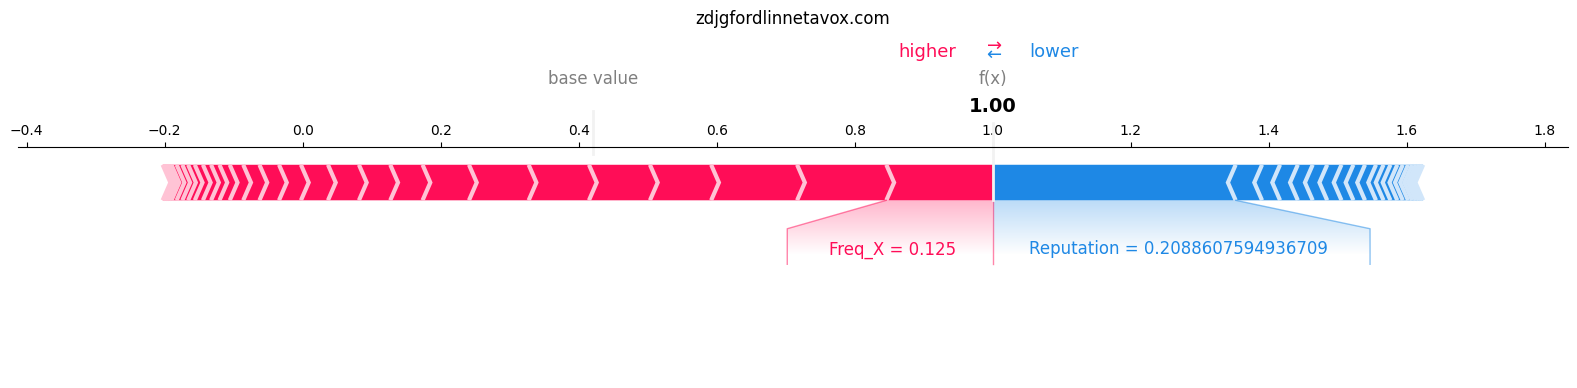 zdjgfordlinnetavox.com
higher → ← lower
base value f(x)
1.00
−0.4 −0.2 0.0 0.2 0.4 0.6 0.8 1.0 1.2 1.4 1.6 1.8
Freq_X = 0.125 Reputation = 0.2088607594936709